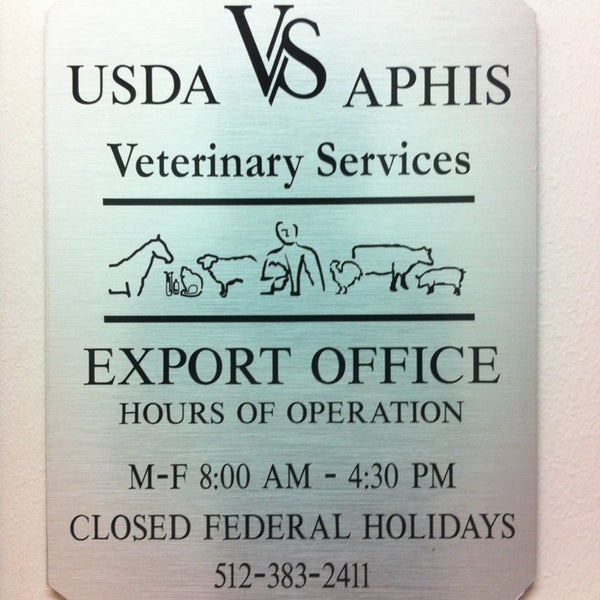 USDA VS APHIS
Veterinary Services
EXPORT OFFICE
HOURS OF OPERATION
M-F 8:00 AM - 4:30 PM
CLOSED FEDERAL HOLIDAYS
512-383-2411